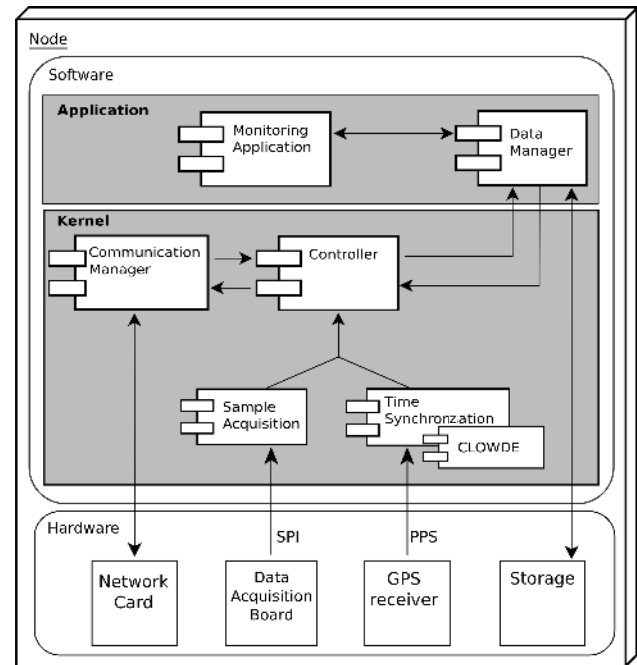 Node
Software
Application
Monitoring
Application
Data
Manager
Kernel
Communication
Manager
Controller
Sample
Acquisition
Time
Synchronzation
CLOWDE
Hardware
SPI
PPS
Network
Card
Data
Acquisition
Board
GPS
receiver
Storage